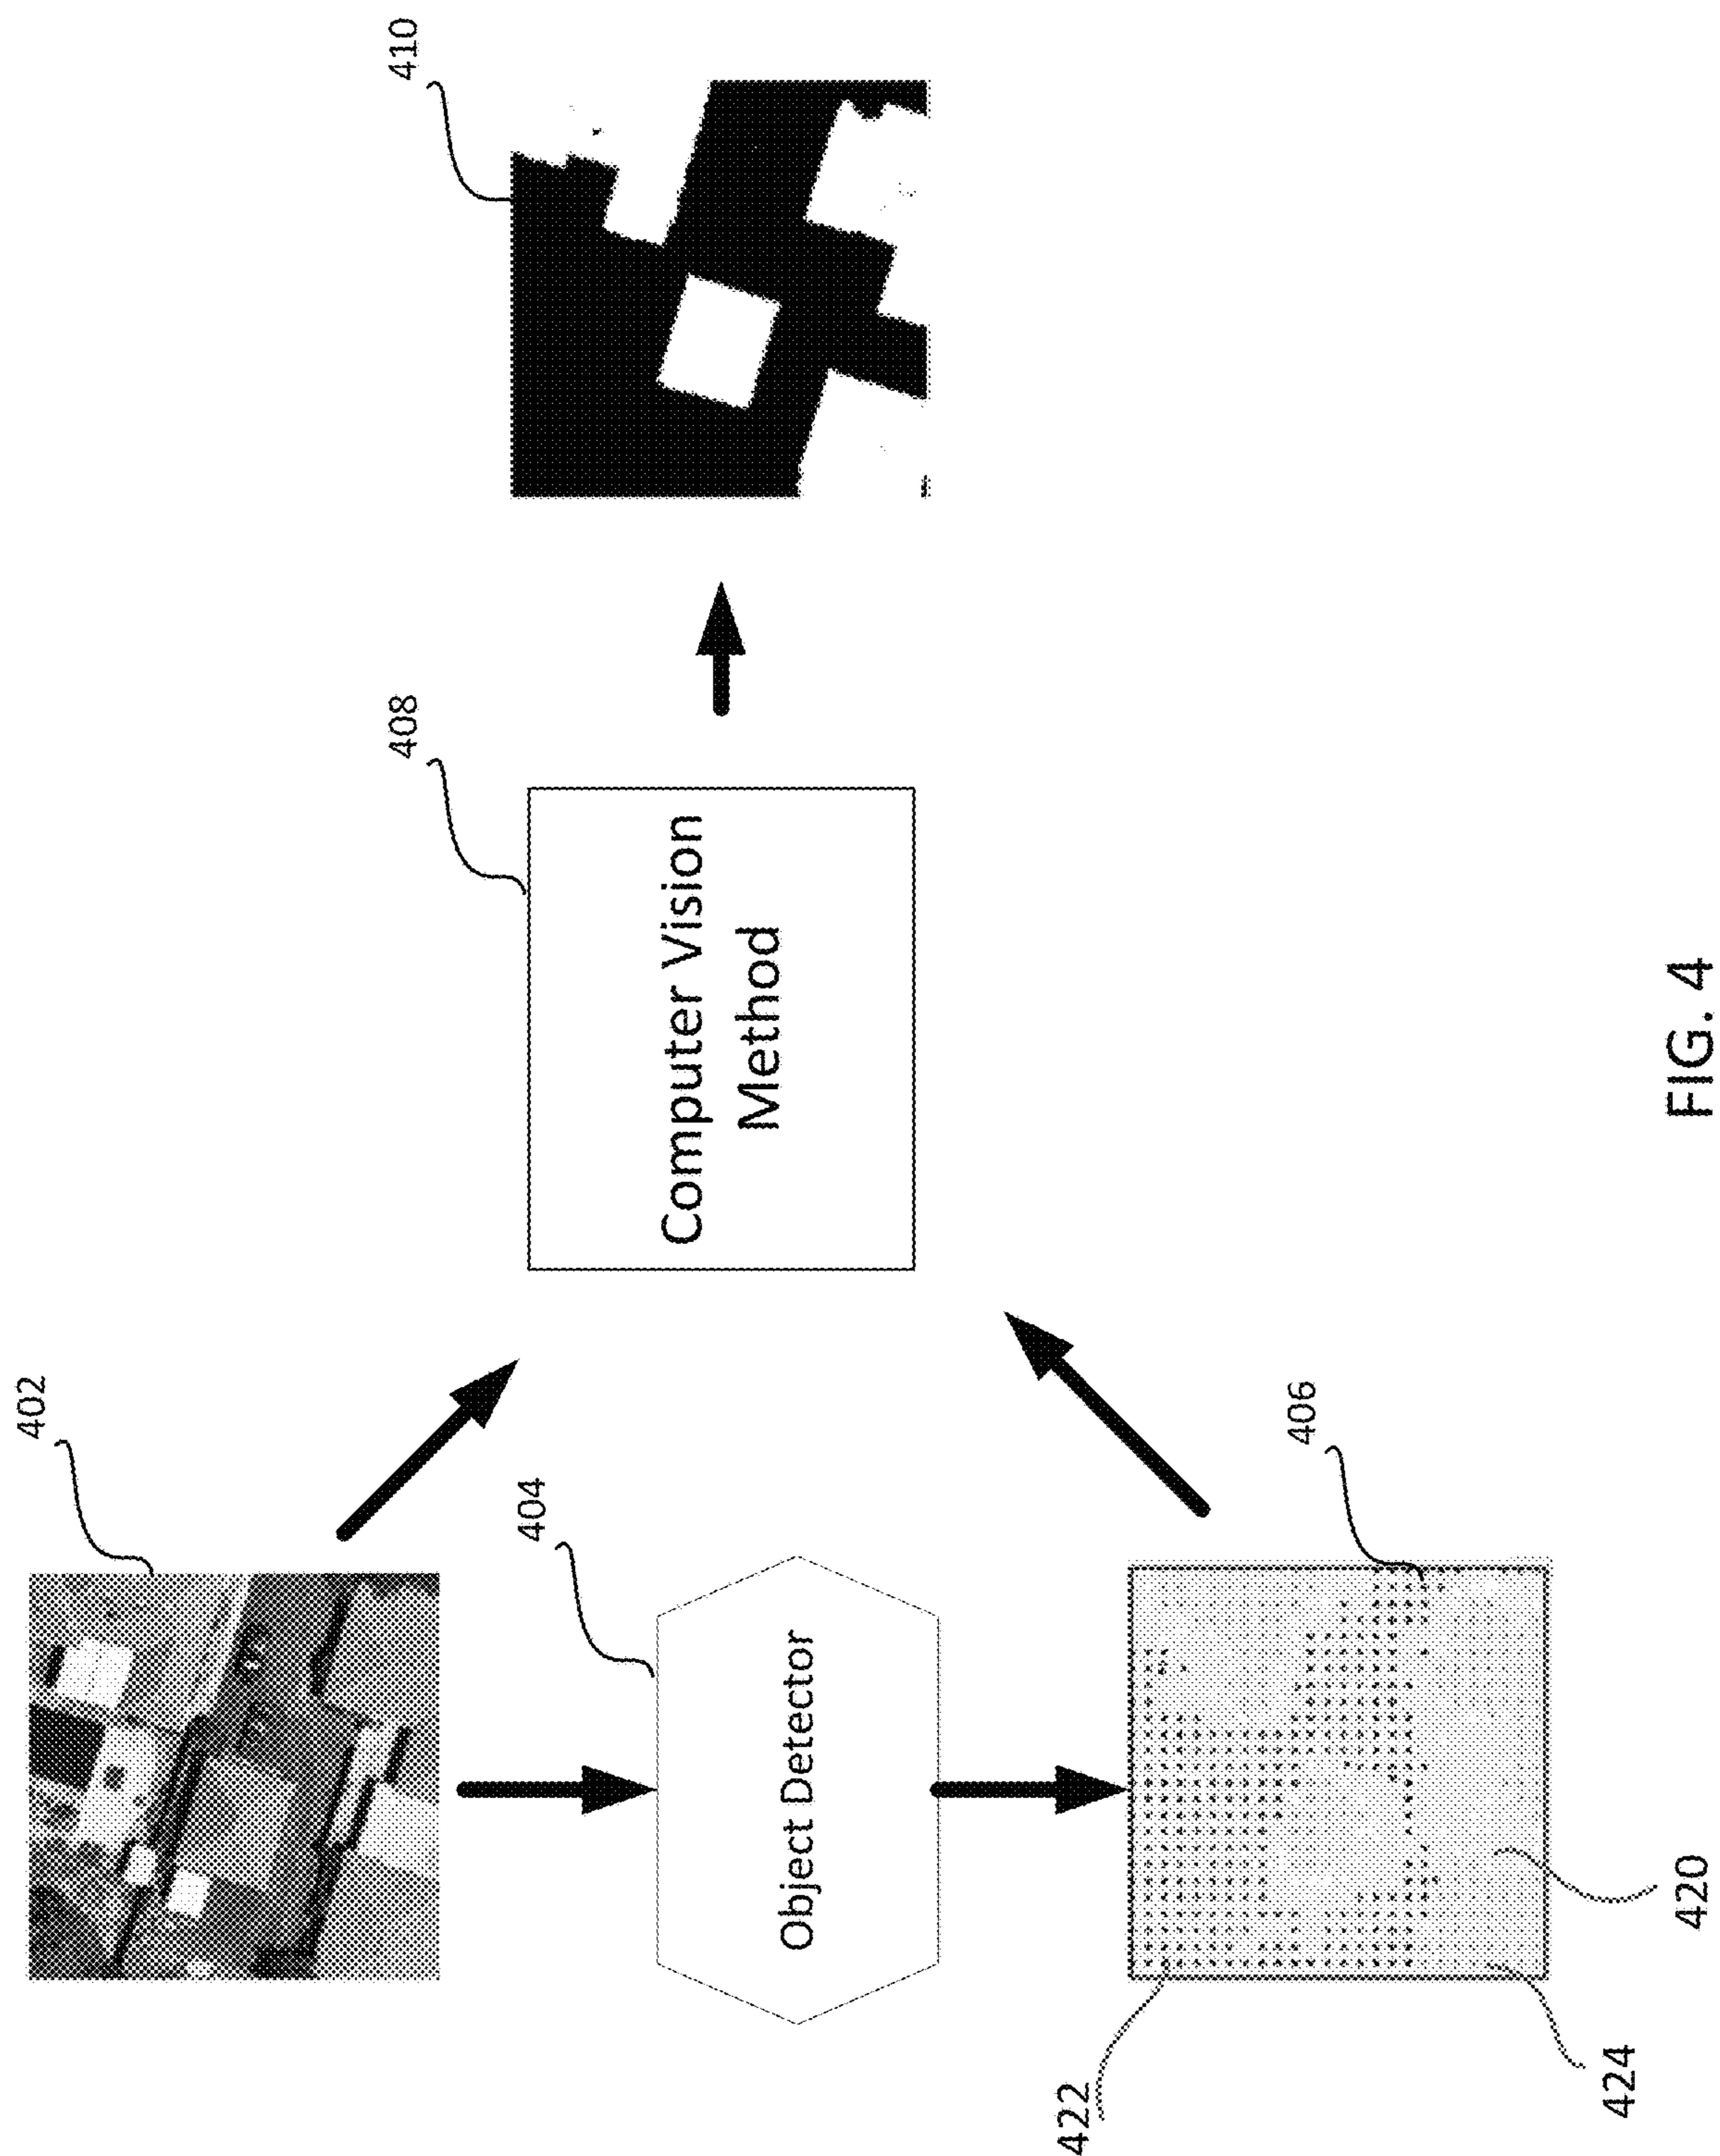 402
404
Object Detector
406
422
424
420
408
Computer Vision
Method
410
FIG. 4